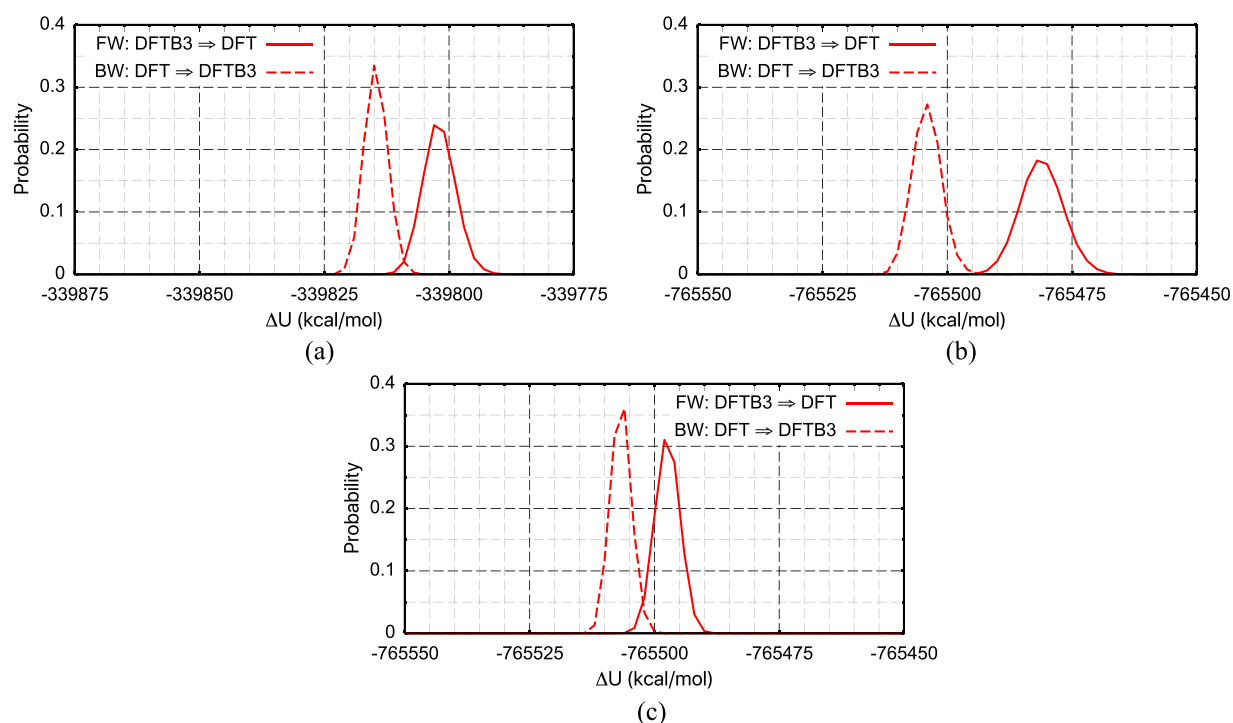 0.4
FW: DFTB3 ⇒ DFT
BW: DFT ⇒ DFTB3
0.3
0.2
0.1
0
Probability
-339875
-339850
-339825
-339800
-339775
ΔU (kcal/mol)
(a)
0.4
FW: DFTB3 ⇒ DFT
BW: DFT ⇒ DFTB3
0.3
0.2
0.1
0
Probability
-765550
-765525
-765500
-765475
-765450
ΔU (kcal/mol)
(b)
0.4
FW: DFTB3 ⇒ DFT
BW: DFT ⇒ DFTB3
0.3
0.2
0.1
0
Probability
-765550
-765525
-765500
-765475
-765450
ΔU (kcal/mol)
(c)